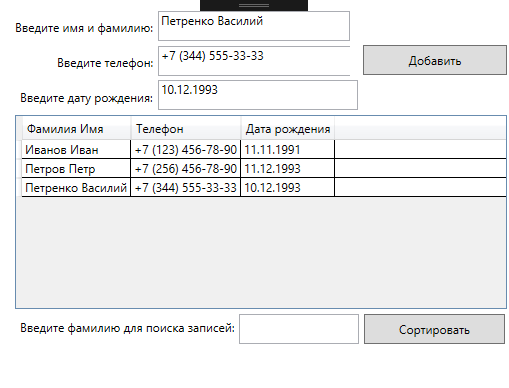 Введите имя и фамилию: Петренко Василий
Введите телефон: +7 (344) 555-33-33 Добавить
Введите дату рождения: 10.12.1993
Фамилия Имя Телефон Дата рождения
Иванов Иван +7 (123) 456-78-90 11.11.1991
Петров Петр +7 (256) 456-78-90 11.12.1993
Петренко Василий +7 (344) 555-33-33 10.12.1993
Введите фамилию для поиска записей: Сортировать